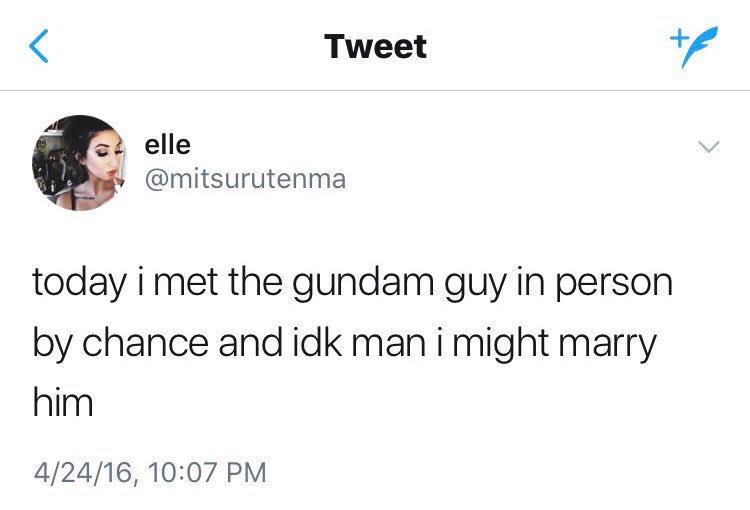 Tweet
elle
@mitsurutenma
today i met the gundam guy in person
by chance and idk man i might marry
him
4/24/16, 10:07 PM